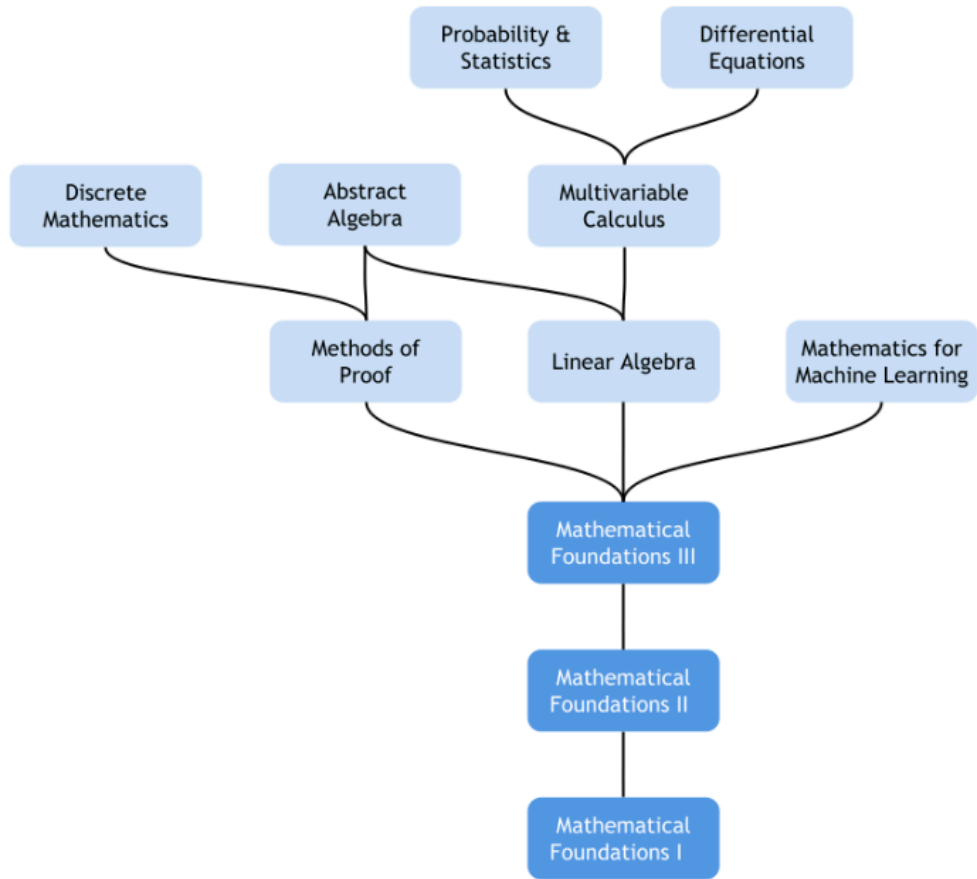 Probability &
Statistics
Differential
Equations
Discrete
Mathematics
Abstract
Algebra
Multivariable
Calculus
Methods of
Proof
Linear Algebra
Mathematics for
Machine Learning
Mathematical
Foundations III
Mathematical
Foundations II
Mathematical
Foundations I